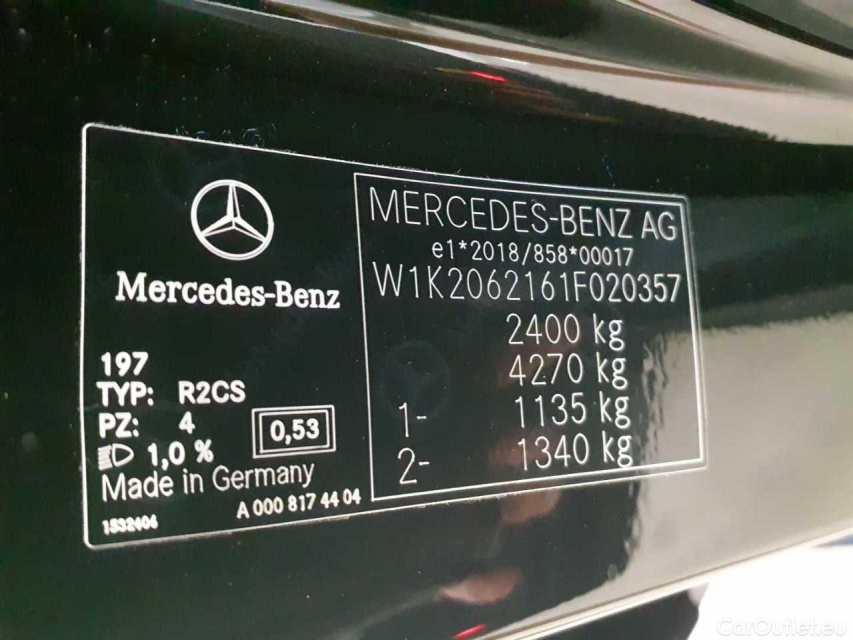 Mercedes-Benz
197
TYP: R2CS
PZ: 4
0,53
1,0 %
Made in Germany
1532406
A 000 817 44 04
MERCEDES-BENZ AG
e1*2018/858*00017
W1K2062161F020357
2400 kg
4270 kg
1- 1135 kg
2- 1340 kg
CarOutlet.eu